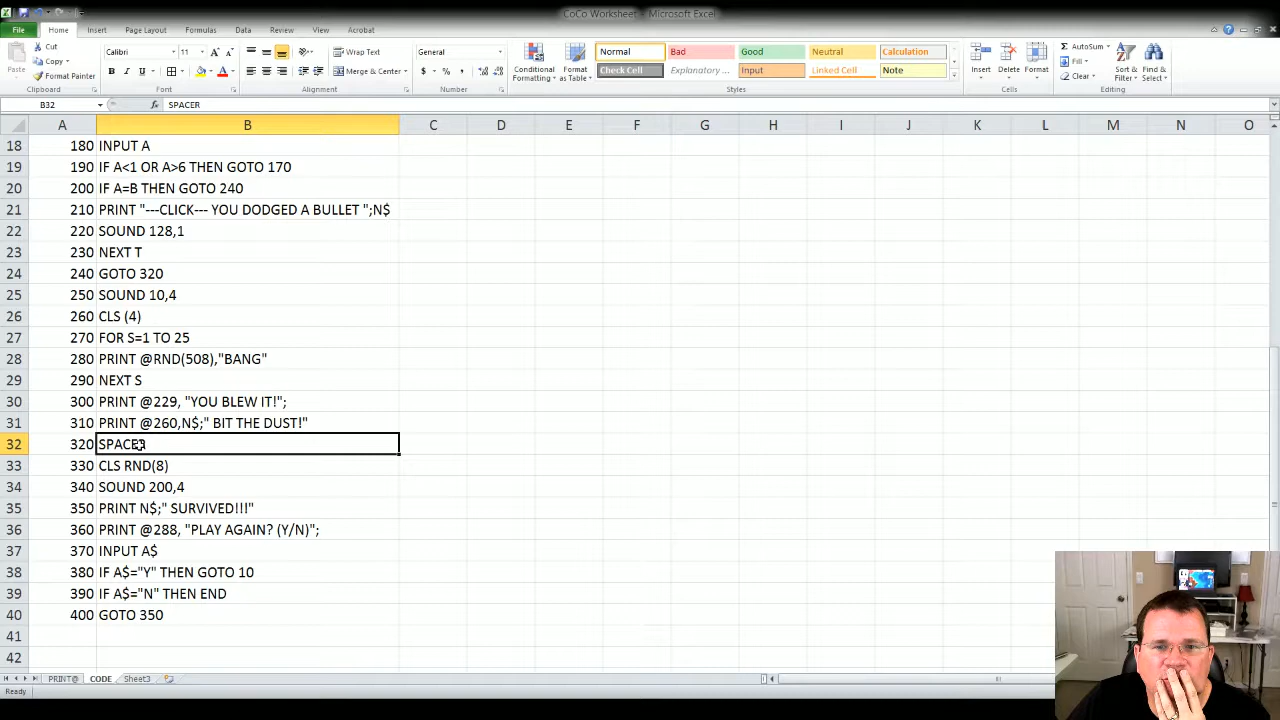 CoCo Worksheet - Microsoft Excel
File Home Insert Page Layout Formulas Data Review View Acrobat
Paste Cut Copy Format Painter Clipboard
Calibri 11 Font
Wrap Text Merge & Center Alignment
General Number
Conditional Formatting Format as Table
Normal Bad Good Neutral Calculation
Check Cell Explanatory ... Input Linked Cell Note
Styles
Insert Delete Format Cells
AutoSum Fill Clear Sort & Filter Find & Select Editing
B32 fx SPACER
A B C D E F G H I J K L M N O
18 180 INPUT A
19 190 IF A<1 OR A>6 THEN GOTO 170
20 200 IF A=B THEN GOTO 240
21 210 PRINT "---CLICK--- YOU DODGED A BULLET ";N$
22 220 SOUND 128,1
23 230 NEXT T
24 240 GOTO 320
25 250 SOUND 10,4
26 260 CLS (4)
27 270 FOR S=1 TO 25
28 280 PRINT @RND(508),"BANG"
29 290 NEXT S
30 300 PRINT @229, "YOU BLEW IT!";
31 310 PRINT @260,N$;" BIT THE DUST!"
32 320 SPACER
33 330 CLS RND(8)
34 340 SOUND 200,4
35 350 PRINT N$;" SURVIVED!!!"
36 360 PRINT @288, "PLAY AGAIN? (Y/N)";
37 370 INPUT A$
38 380 IF A$="Y" THEN GOTO 10
39 390 IF A$="N" THEN END
40 400 GOTO 350
41
42
PRINT@ CODE Sheet3
Ready